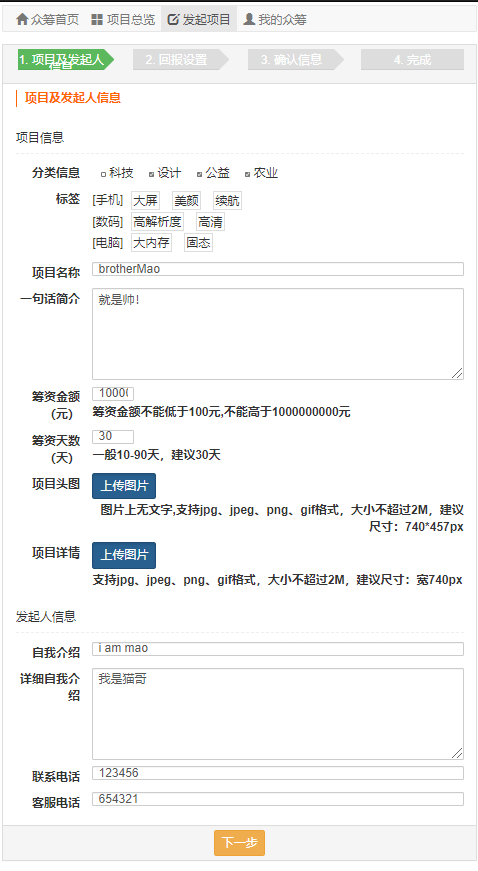 众筹首页 项目总览 发起项目 我的众筹
1. 项目及发起人信息 2. 回报设置 3. 确认信息 4. 完成
项目及发起人信息
项目信息
分类信息 科技 设计 公益 农业
标签 [手机] 大屏 美颜 续航
[数码] 高解析度 高清
[电脑] 大内存 固态
项目名称 brotherMao
一句话简介 就是帅!
筹资金额 10000
(元) 筹资金额不能低于100元,不能高于1000000000元
筹资天数 30
(天) 一般10-90天，建议30天
项目头图 上传图片
图片上无文字,支持jpg、jpeg、png、gif格式，大小不超过2M，建议
尺寸：740*457px
项目详情 上传图片
支持jpg、jpeg、png、gif格式，大小不超过2M，建议尺寸：宽740px
发起人信息
自我介绍 i am mao
详细自我介 我是猫哥
绍
联系电话 123456
客服电话 654321
下一步